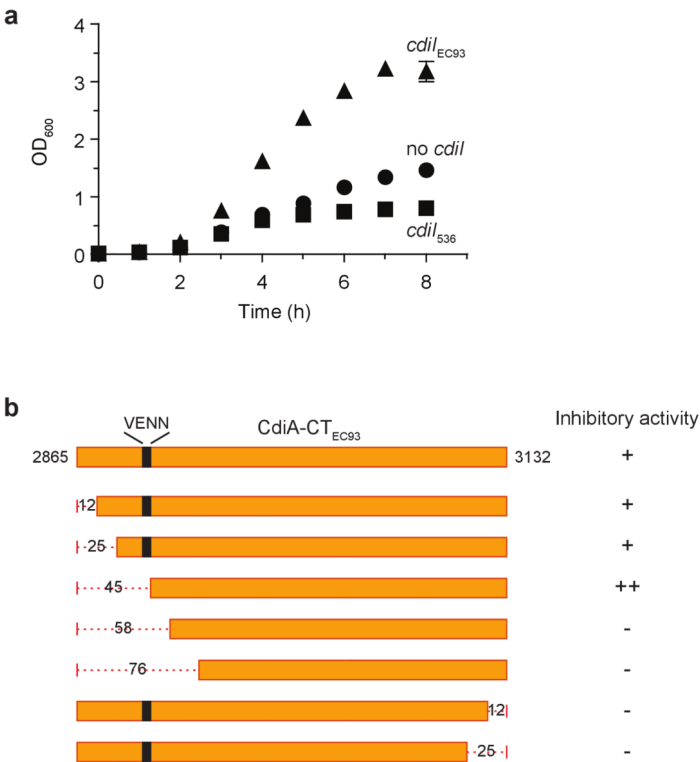 a
4
3
2
1
0
OD600
cdiIEC93
no cdiI
cdiI536
0 2 4 6 8
Time (h)
b
VENN
CdiA-CTEC93
Inhibitory activity
2865 3132 +
12 +
25 +
45 ++
58 -
76 -
12 -
25 -